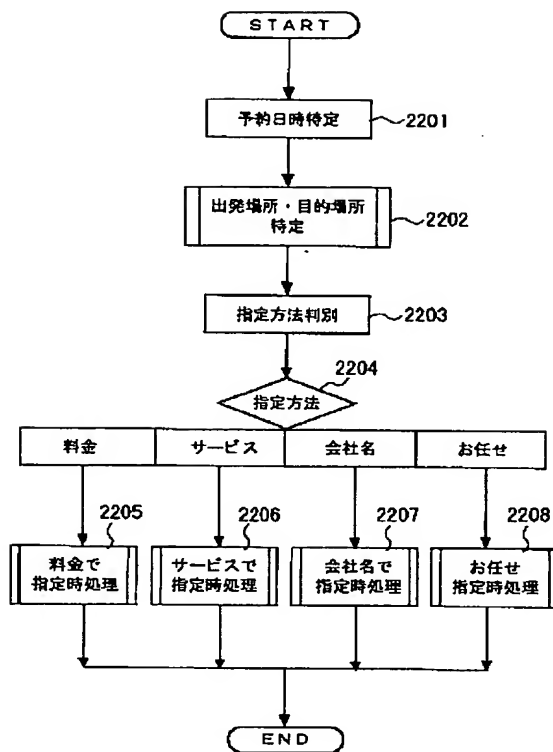 START
予約日時特定
2201
出発場所・目的場所
特定
2202
指定方法判別
2203
2204
指定方法
料金
サービス
会社名
お任せ
2205
2206
2207
2208
料金で
指定時処理
サービスで
指定時処理
会社名で
指定時処理
お任せ
指定時処理
END